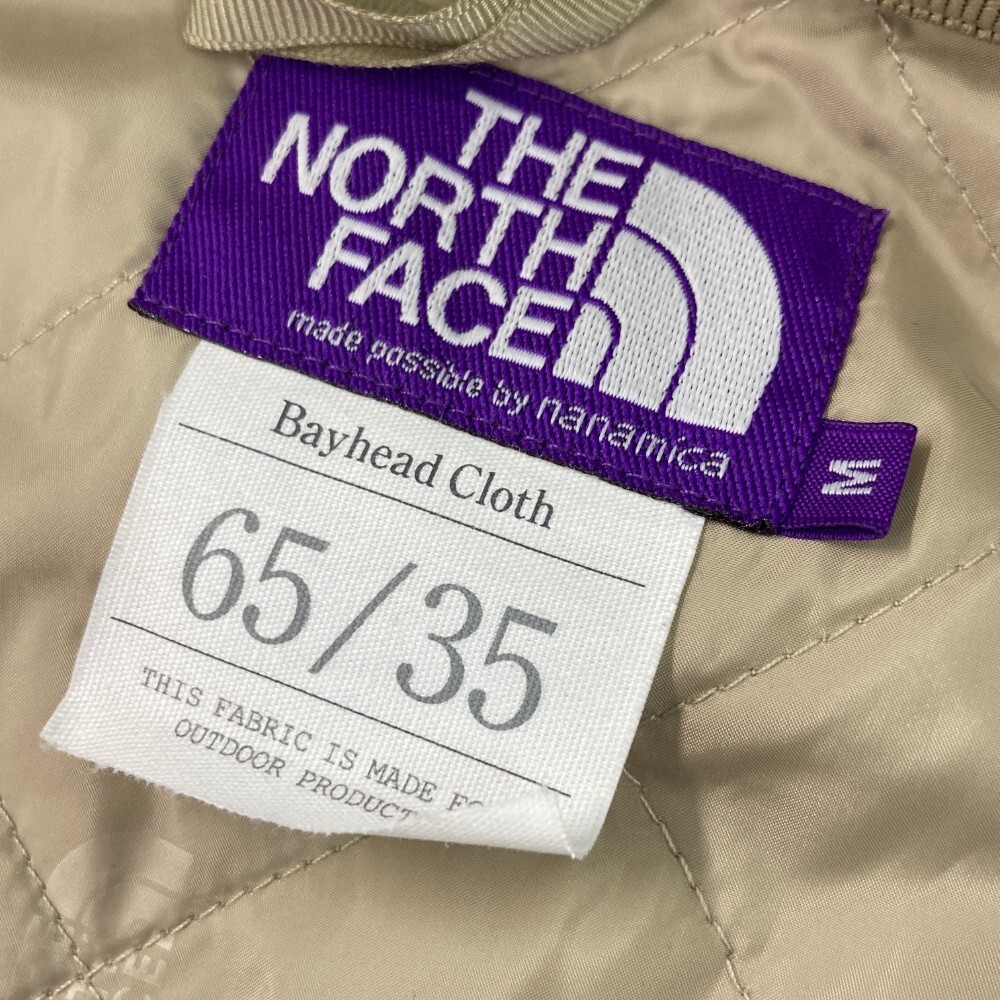 THE
NORTH
FACE
made possible by nanamica
M
Bayhead Cloth
65/35
THIS FABRIC IS MADE
OUTDOOR PRODUCT